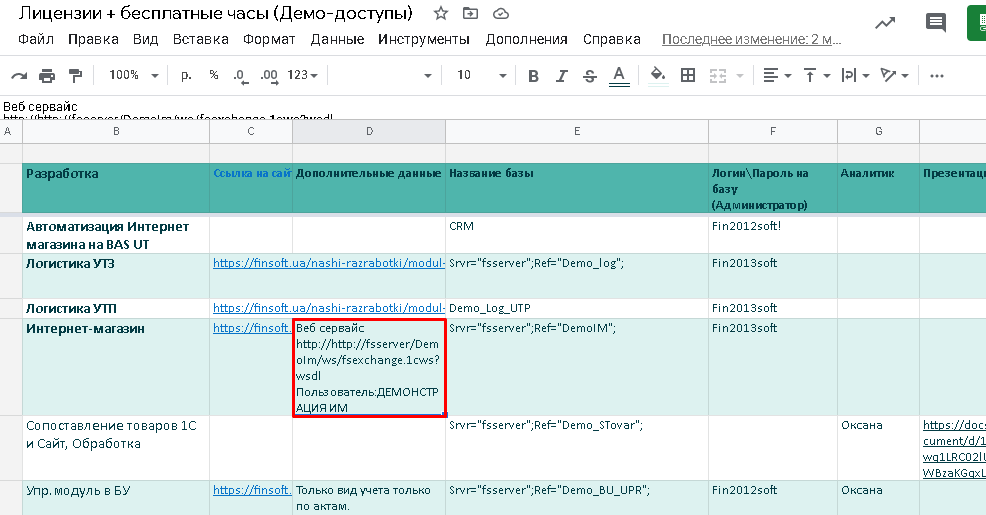 Лицензии + бесплатные часы (Демо-доступы)
Файл Правка Вид Вставка Формат Данные Инструменты Дополнения Справка Последнее изменение: 2 м...
100% р. % .0 .00 123 10 B I S A
Веб сервайс
http://http://fsserver/DemoIm/ws/fsexchange.1cws?wsdl
A B C D E F G
Разработка Ссылка на сайт Дополнительные данные Название базы Логин\Пароль на Аналитик Презентаци
базу
(Администратор)
Автоматизация Интернет CRM Fin2012soft!
магазина на BAS UT
Логистика УТ3 https://finsoft.ua/nashi-razrabotki/modul- Srvr="fsserver";Ref="Demo_log"; Fin2013soft
Логистика УТП https://finsoft.ua/nashi-razrabotki/modul- Demo_Log_UTP Fin2013soft
Интернет-магазин https://finsoft. Веб сервайс Srvr="fsserver";Ref="DemoIM"; Fin2013soft
http://http://fsserver/Dem
oIm/ws/fsexchange.1cws?
wsdl
Пользователь:ДЕМОНСТР
АЦИЯ ИМ
Сопоставление товаров 1С Srvr="fsserver";Ref="Demo_STovar"; Оксана https://docs
и Сайт, Обработка cument/d/1
wq1LRC02lU
WBzaKGqxL
Упр. модуль в БУ https://finsoft. Только вид учета только Srvr="fsserver";Ref="Demo_BU_UPR"; Fin2012soft Оксана
по актам.